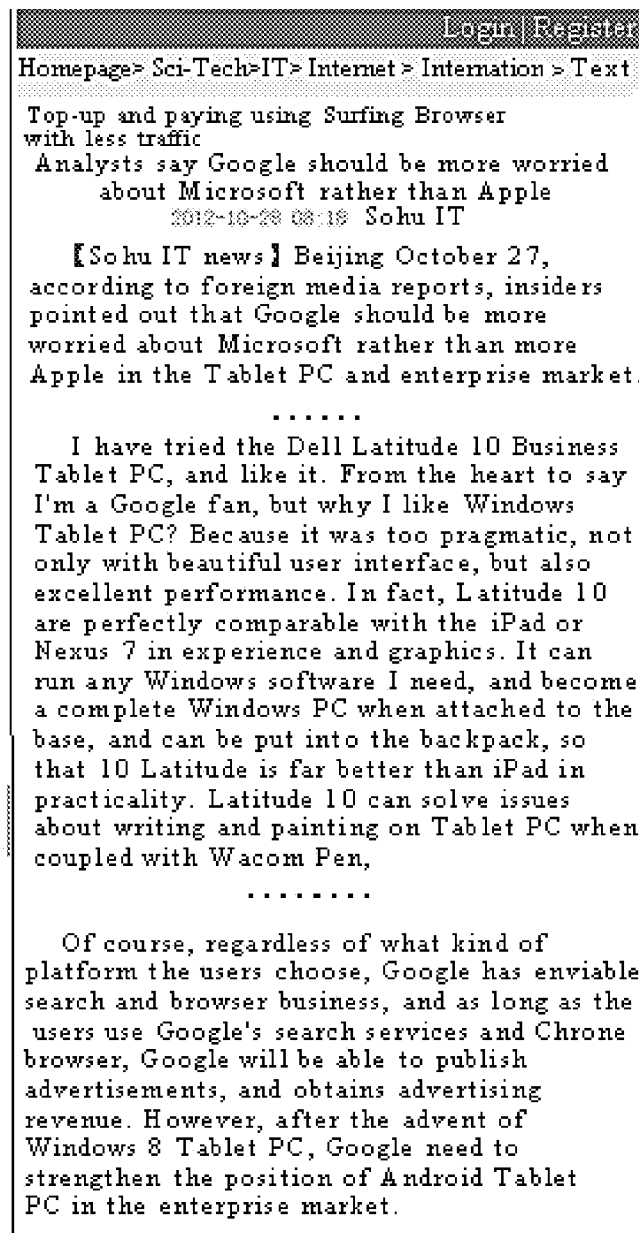 Login | Register
Homepage> Sci-Tech>IT> Internet > Internation > Text
Top-up and paying using Surfing Browser
with less traffic
Analysts say Google should be more worried
about Microsoft rather than Apple
2012-10-28 08:18 Sohu IT
【Sohu IT news】Beijing October 27,
according to foreign media reports, insiders
pointed out that Google should be more
worried about Microsoft rather than more
Apple in the Tablet PC and enterprise market.
......
I have tried the Dell Latitude 10 Business
Tablet PC, and like it. From the heart to say
I'm a Google fan, but why I like Windows
Tablet PC? Because it was too pragmatic, not
only with beautiful user interface, but also
excellent performance. In fact, Latitude 10
are perfectly comparable with the iPad or
Nexus 7 in experience and graphics. It can
run any Windows software I need, and become
a complete Windows PC when attached to the
base, and can be put into the backpack, so
that 10 Latitude is far better than iPad in
practicality. Latitude 10 can solve issues
about writing and painting on Tablet PC when
coupled with Wacom Pen,
........
Of course, regardless of what kind of
platform the users choose, Google has enviable
search and browser business, and as long as the
users use Google's search services and Chrone
browser, Google will be able to publish
advertisements, and obtains advertising
revenue. However, after the advent of
Windows 8 Tablet PC, Google need to
strengthen the position of Android Tablet
PC in the enterprise market.